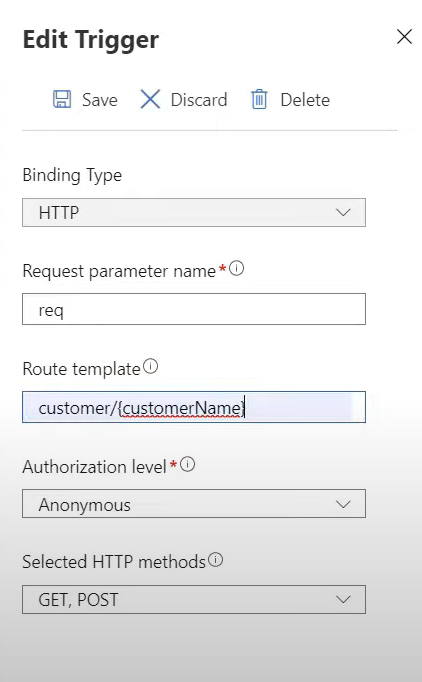 Edit Trigger
Save Discard Delete
Binding Type
HTTP
Request parameter name*
req
Route template
customer/{customerName}
Authorization level*
Anonymous
Selected HTTP methods
GET, POST